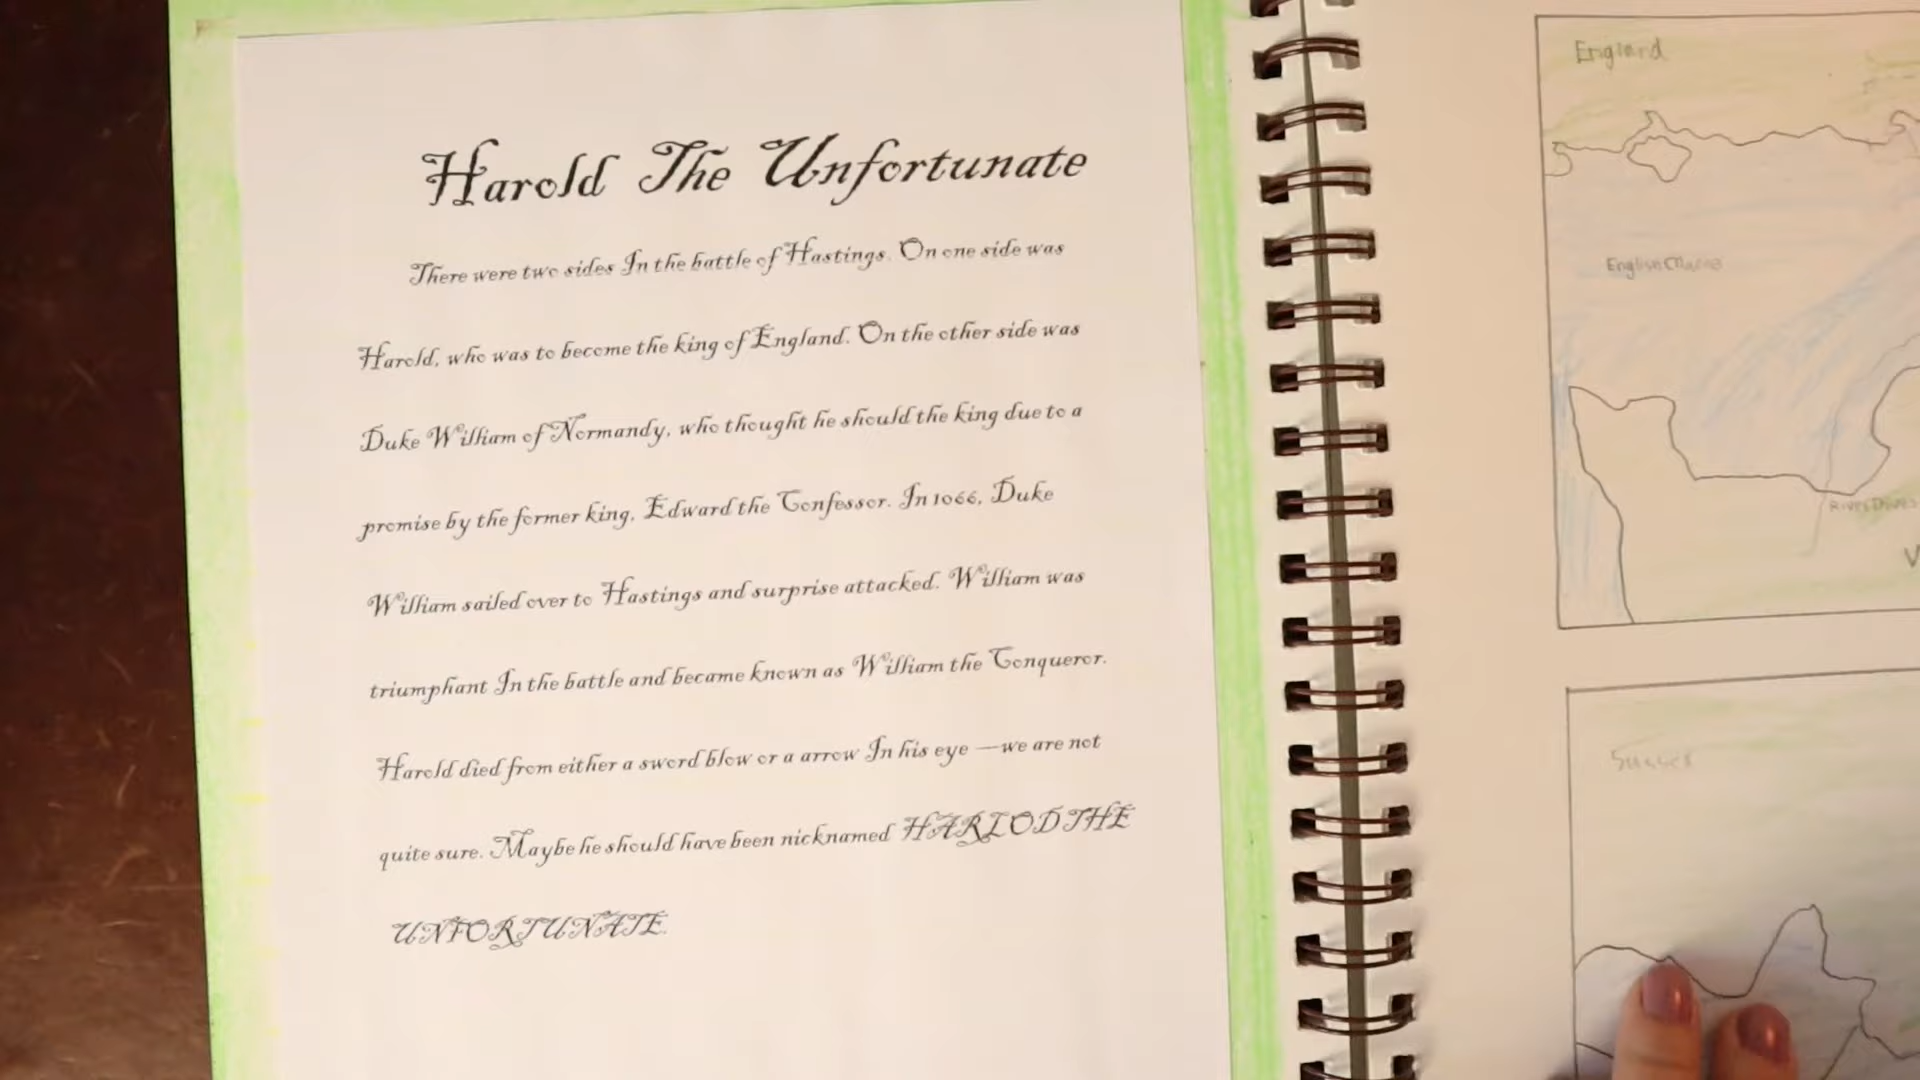 Harold The Unfortunate
There were two sides In the battle of Hastings. On one side was
Harold, who was to become the king of England. On the other side was
Duke William of Normandy, who thought he should the king due to a
promise by the former king, Edward the Confessor. In 1066, Duke
William sailed over to Hastings and surprise attacked. William was
triumphant In the battle and became known as William the Conqueror.
Harold died from either a sword blow or a arrow In his eye —we are not
quite sure. Maybe he should have been nicknamed HARLOD THE
UNFORTUNATE.
England
English
River Dives
Sussex